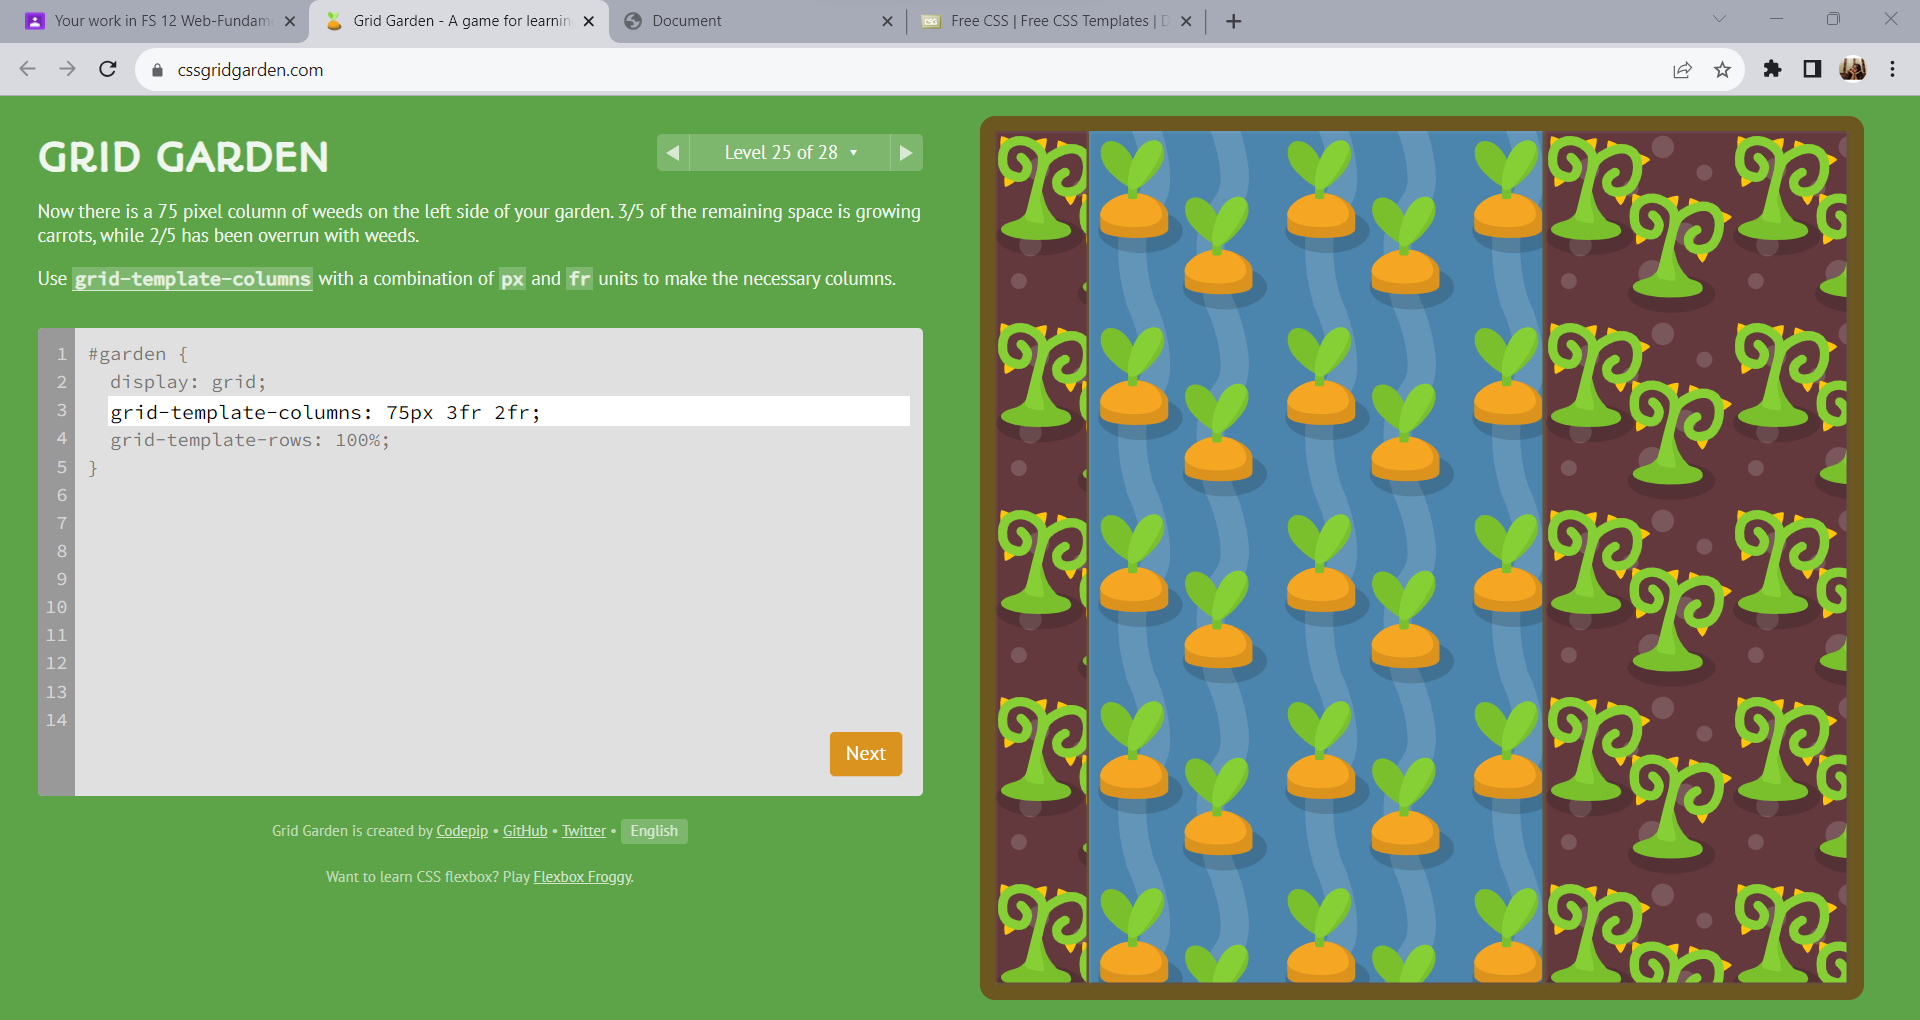 Your work in FS 12 Web-Fundam
Grid Garden - A game for learnin
Document
Free CSS | Free CSS Templates | D
cssgridgarden.com
GRID GARDEN
Level 25 of 28
Now there is a 75 pixel column of weeds on the left side of your garden. 3/5 of the remaining space is growing
carrots, while 2/5 has been overrun with weeds.
Use grid-template-columns with a combination of px and fr units to make the necessary columns.
1 #garden {
2 display: grid;
3 grid-template-columns: 75px 3fr 2fr;
4 grid-template-rows: 100%;
5 }
6
7
8
9
10
11
12
13
14
Next
Grid Garden is created by Codepip • GitHub • Twitter • English
Want to learn CSS flexbox? Play Flexbox Froggy.